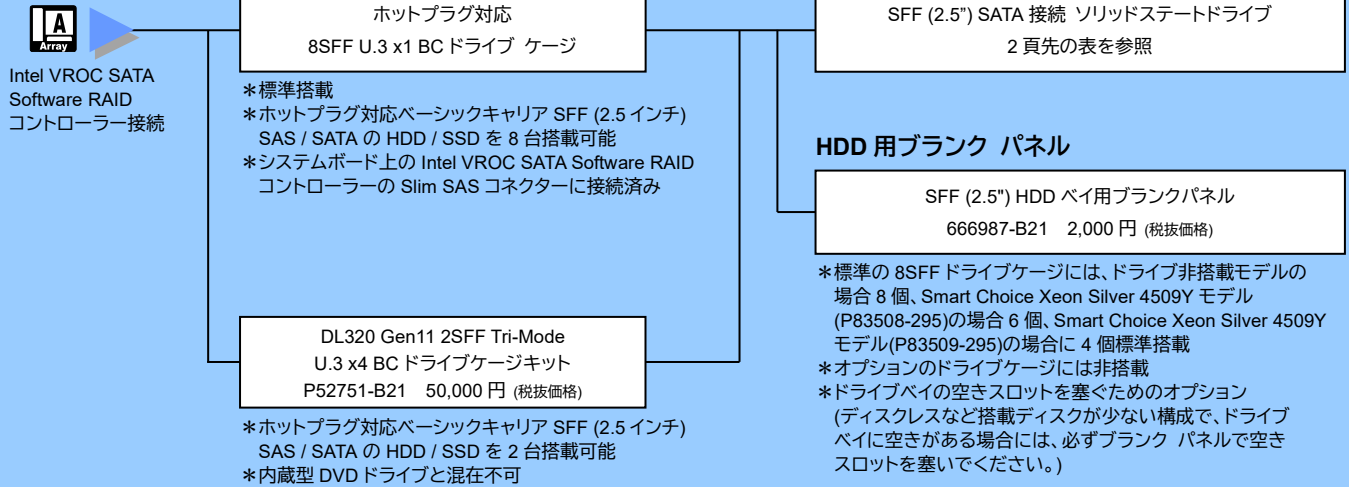 A
Array
Intel VROC SATA
Software RAID
コントローラー接続
ホットプラグ対応
8SFF U.3 x1 BC ドライブ ケージ
＊標準搭載
＊ホットプラグ対応ベーシックキャリア SFF (2.5 インチ)
SAS / SATA の HDD / SSD を 8 台搭載可能
＊システムボード上の Intel VROC SATA Software RAID
コントローラーの Slim SAS コネクターに接続済み
DL320 Gen11 2SFF Tri-Mode
U.3 x4 BC ドライブケージキット
P52751-B21 50,000 円 (税抜価格)
＊ホットプラグ対応ベーシックキャリア SFF (2.5 インチ)
SAS / SATA の HDD / SSD を 2 台搭載可能
＊内蔵型 DVD ドライブと混在不可
SFF (2.5”) SATA 接続 ソリッドステートドライブ
2 頁先の表を参照
HDD 用ブランク パネル
SFF (2.5") HDD ベイ用ブランクパネル
666987-B21 2,000 円 (税抜価格)
＊標準の 8SFF ドライブケージには、ドライブ非搭載モデルの
場合 8 個、Smart Choice Xeon Silver 4509Y モデル
(P83508-295)の場合 6 個、Smart Choice Xeon Silver 4509Y
モデル(P83509-295)の場合に 4 個標準搭載
＊オプションのドライブケージには非搭載
＊ドライブベイの空きスロットを塞ぐためのオプション
(ディスクレスなど搭載ディスクが少ない構成で、ドライブ
ベイに空きがある場合には、必ずブランク パネルで空き
スロットを塞いでください。)